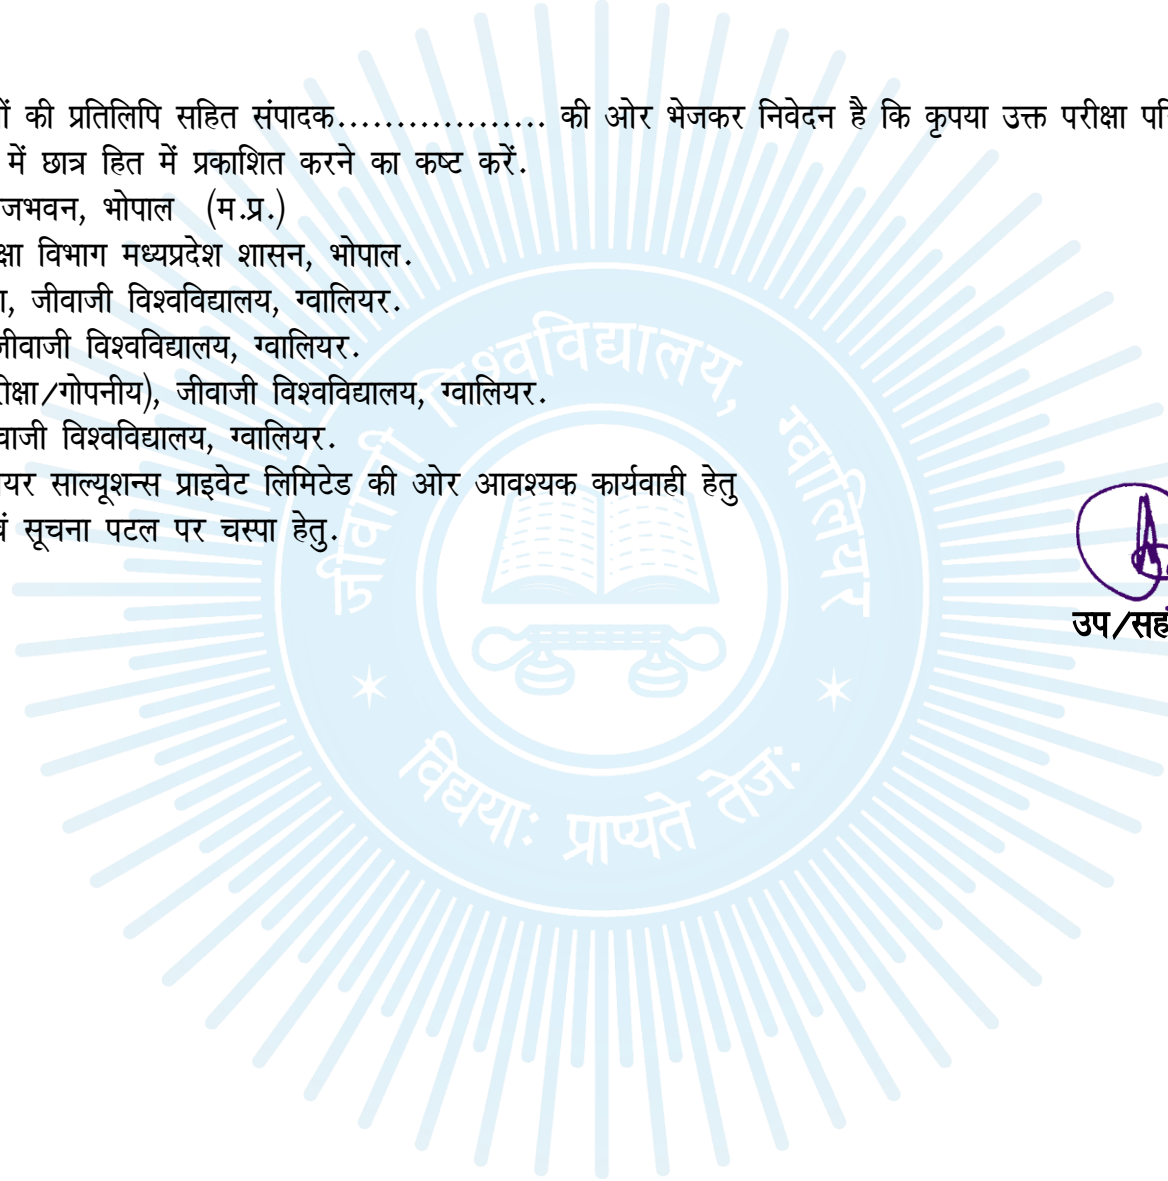 ों की प्रतिलिपि सहित संपादक.................. की ओर भेजकर निवेदन है कि कृपया उक्त परीक्षा परि
में छात्र हित में प्रकाशित करने का कष्ट करें.
जभवन, भोपाल (म.प्र.)
क्षा विभाग मध्यप्रदेश शासन, भोपाल.
ा, जीवाजी विश्वविद्यालय, ग्वालियर.
जीवाजी विश्वविद्यालय, ग्वालियर.
रीक्षा/गोपनीय), जीवाजी विश्वविद्यालय, ग्वालियर.
वाजी विश्वविद्यालय, ग्वालियर.
यर साल्यूशन्स प्राइवेट लिमिटेड की ओर आवश्यक कार्यवाही हेतु
वं सूचना पटल पर चस्पा हेतु.
उप/सहा
जीवाजी विश्वविद्यालय, ग्वालियर
विद्यया: प्राप्यते तेज: